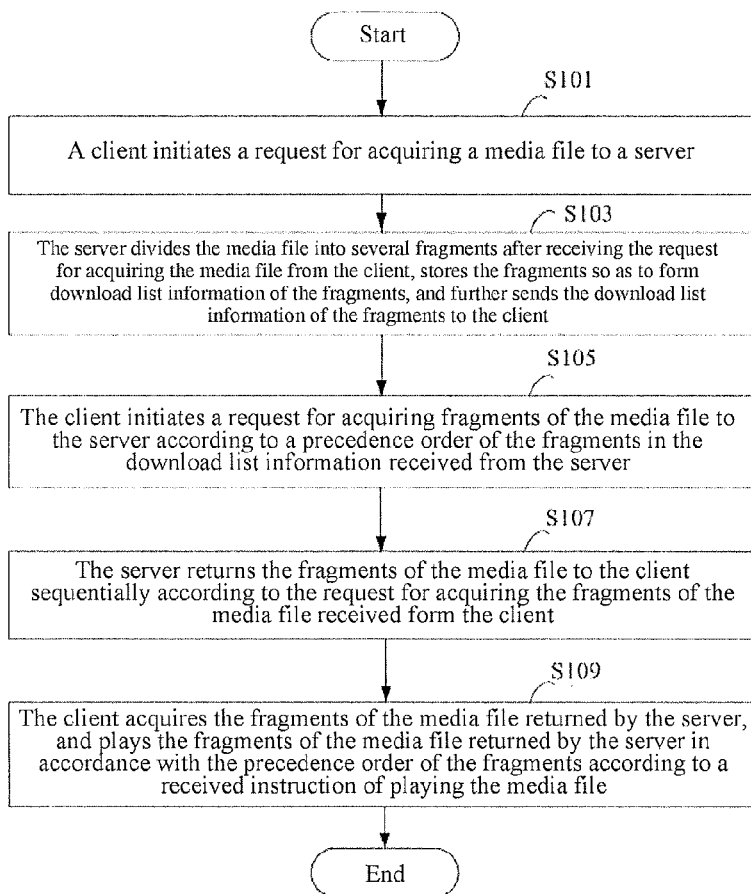 Start
S101
A client initiates a request for acquiring a media file to a server
S103
The server divides the media file into several fragments after receiving the request
for acquiring the media file from the client, stores the fragments so as to form
download list information of the fragments, and further sends the download list
information of the fragments to the client
S105
The client initiates a request for acquiring fragments of the media file to
the server according to a precedence order of the fragments in the
download list information received from the server
S107
The server returns the fragments of the media file to the client
sequentially according to the request for acquiring the fragments of the
media file received form the client
S109
The client acquires the fragments of the media file returned by the server,
and plays the fragments of the media file returned by the server in
accordance with the precedence order of the fragments according to a
received instruction of playing the media file
End